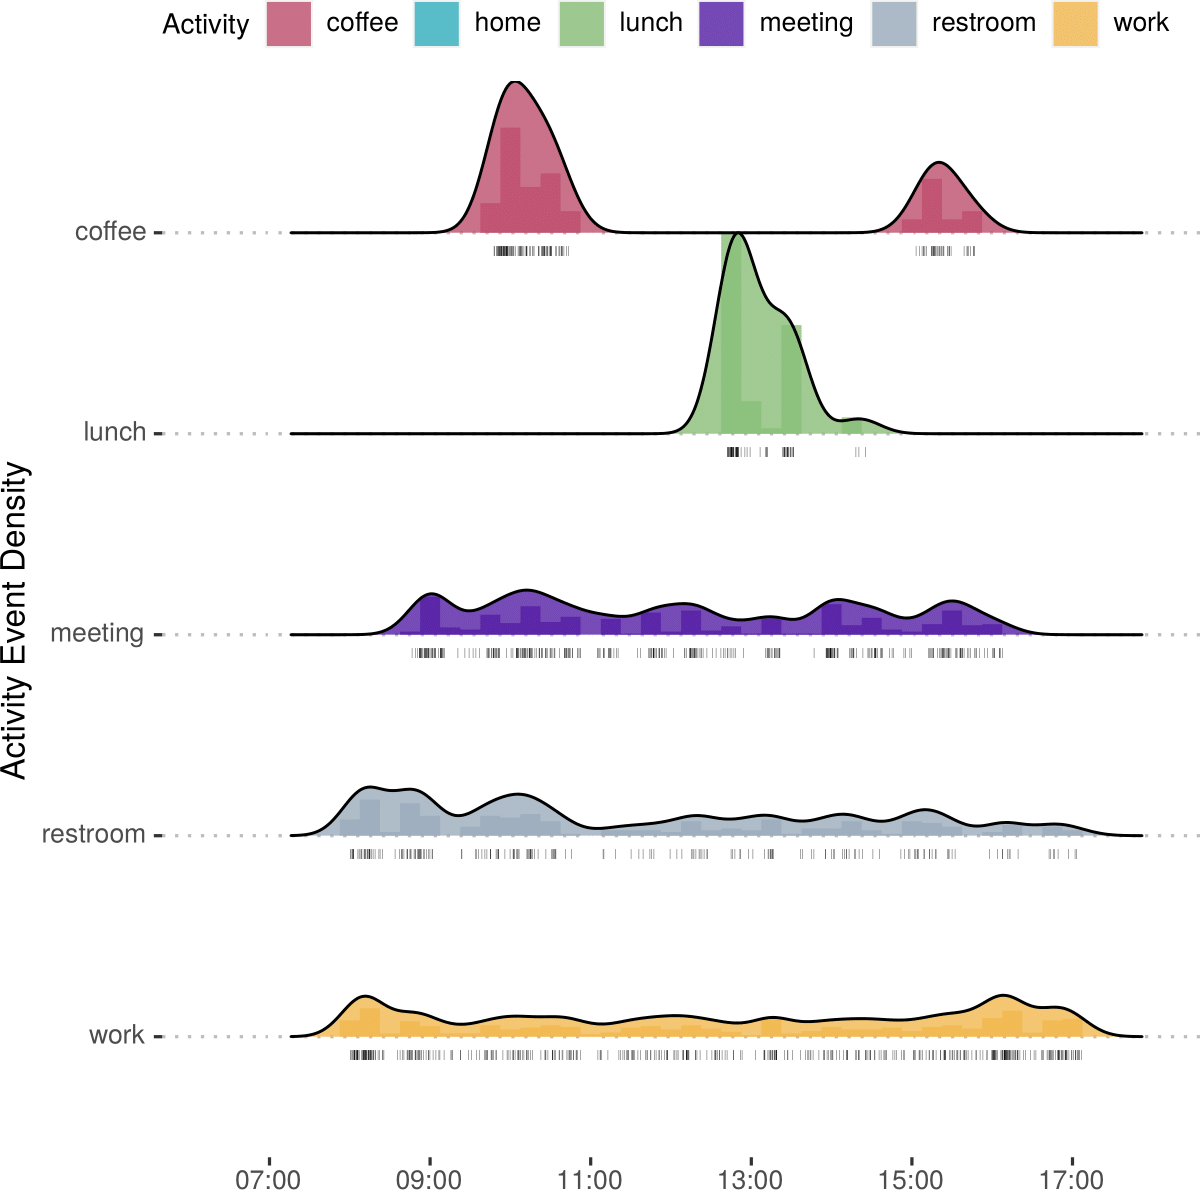 Activity coffee home lunch meeting restroom work
coffee
lunch
meeting
restroom
work
Activity Event Density
07:00 09:00 11:00 13:00 15:00 17:00